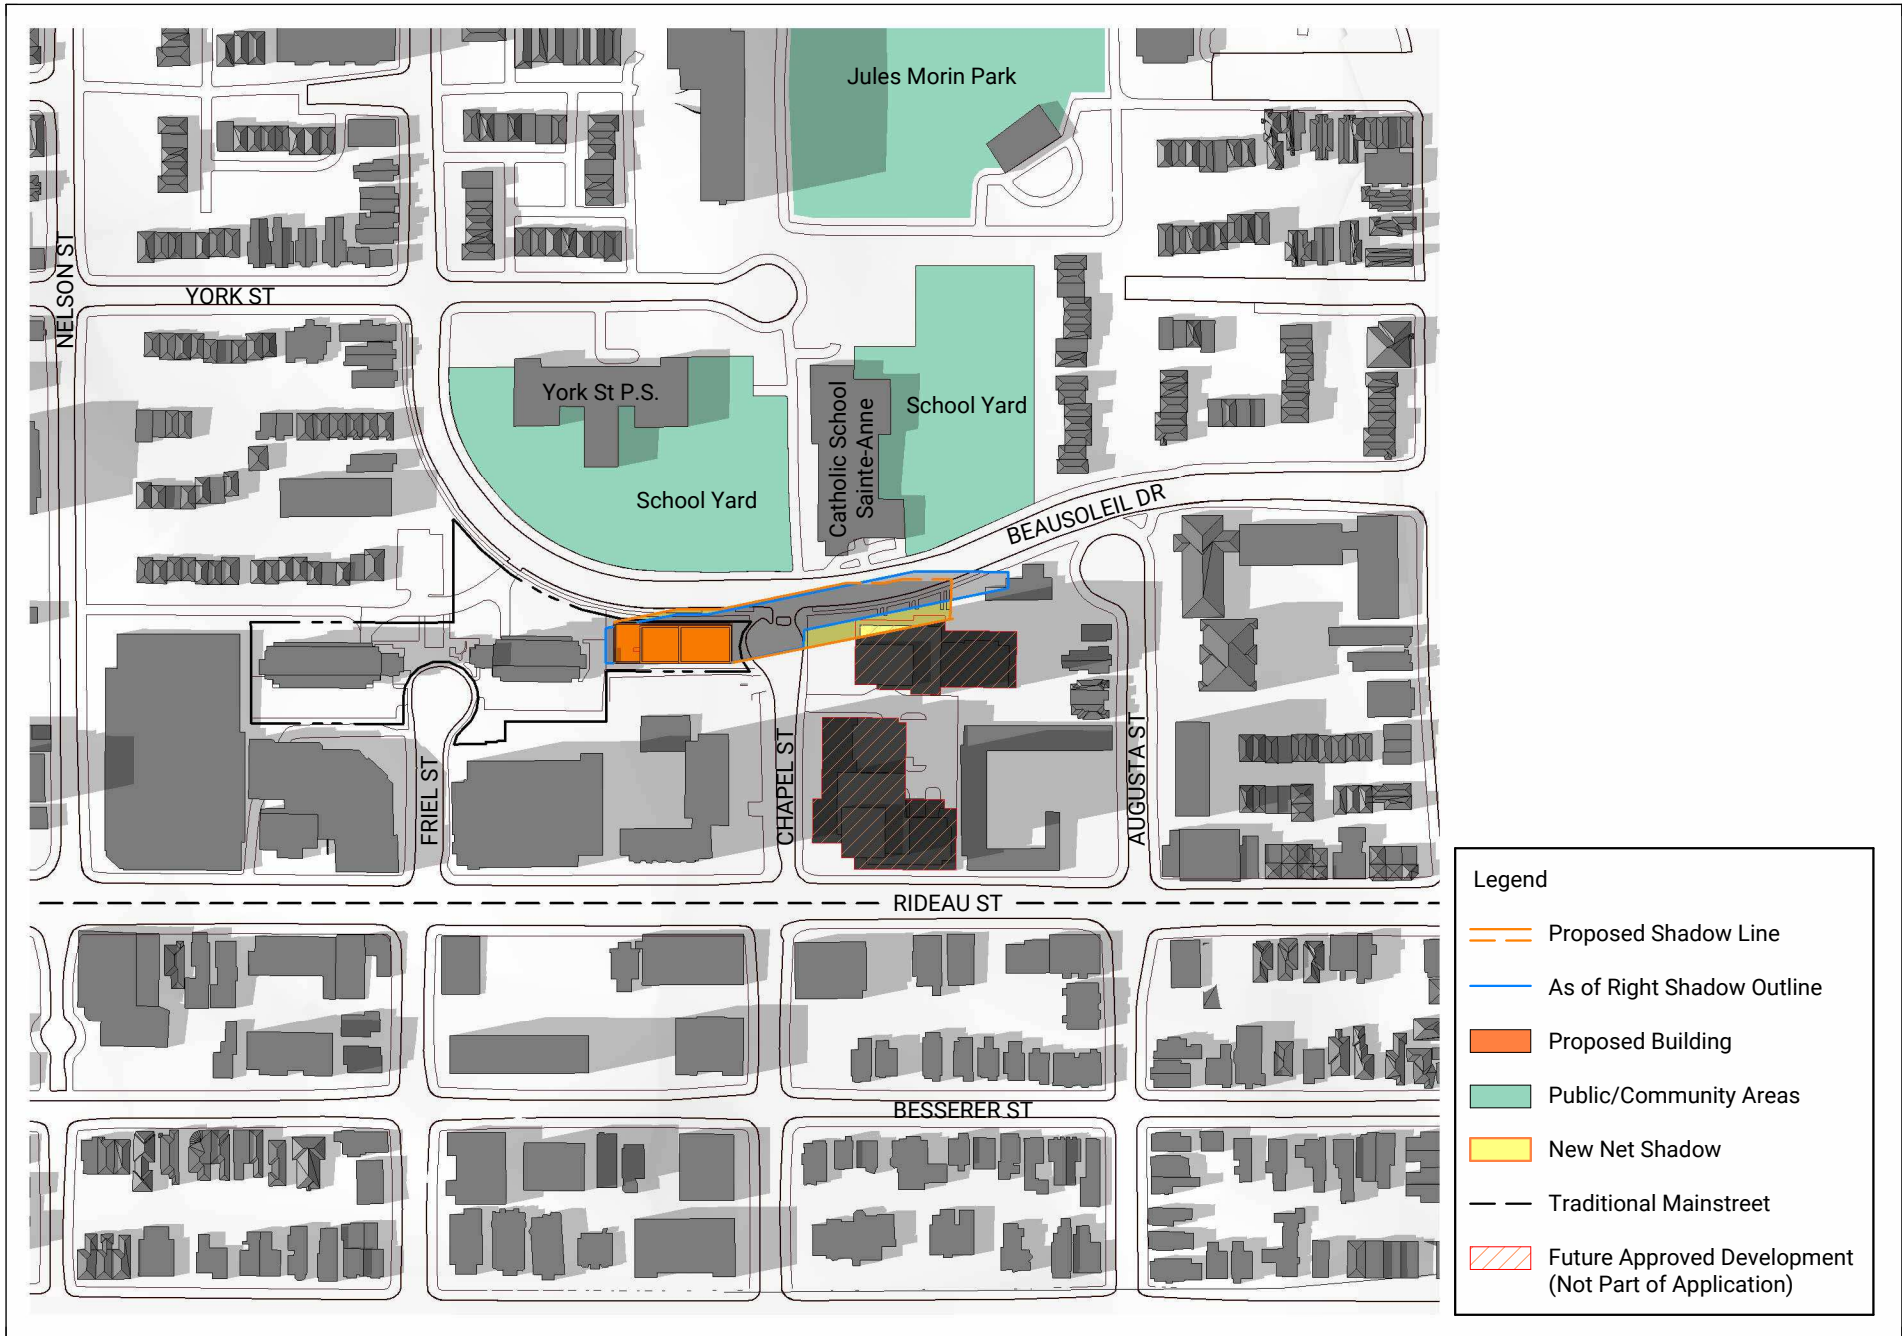 Jules Morin Park
NELSON ST
YORK ST
York St P.S.
School Yard
Catholic School
Sainte-Anne
School Yard
BEAUSOLEIL DR
FRIEL ST
CHAPEL ST
AUGUSTA ST
RIDEAU ST
BESSERER ST
Legend
Proposed Shadow Line
As of Right Shadow Outline
Proposed Building
Public/Community Areas
New Net Shadow
Traditional Mainstreet
Future Approved Development
(Not Part of Application)